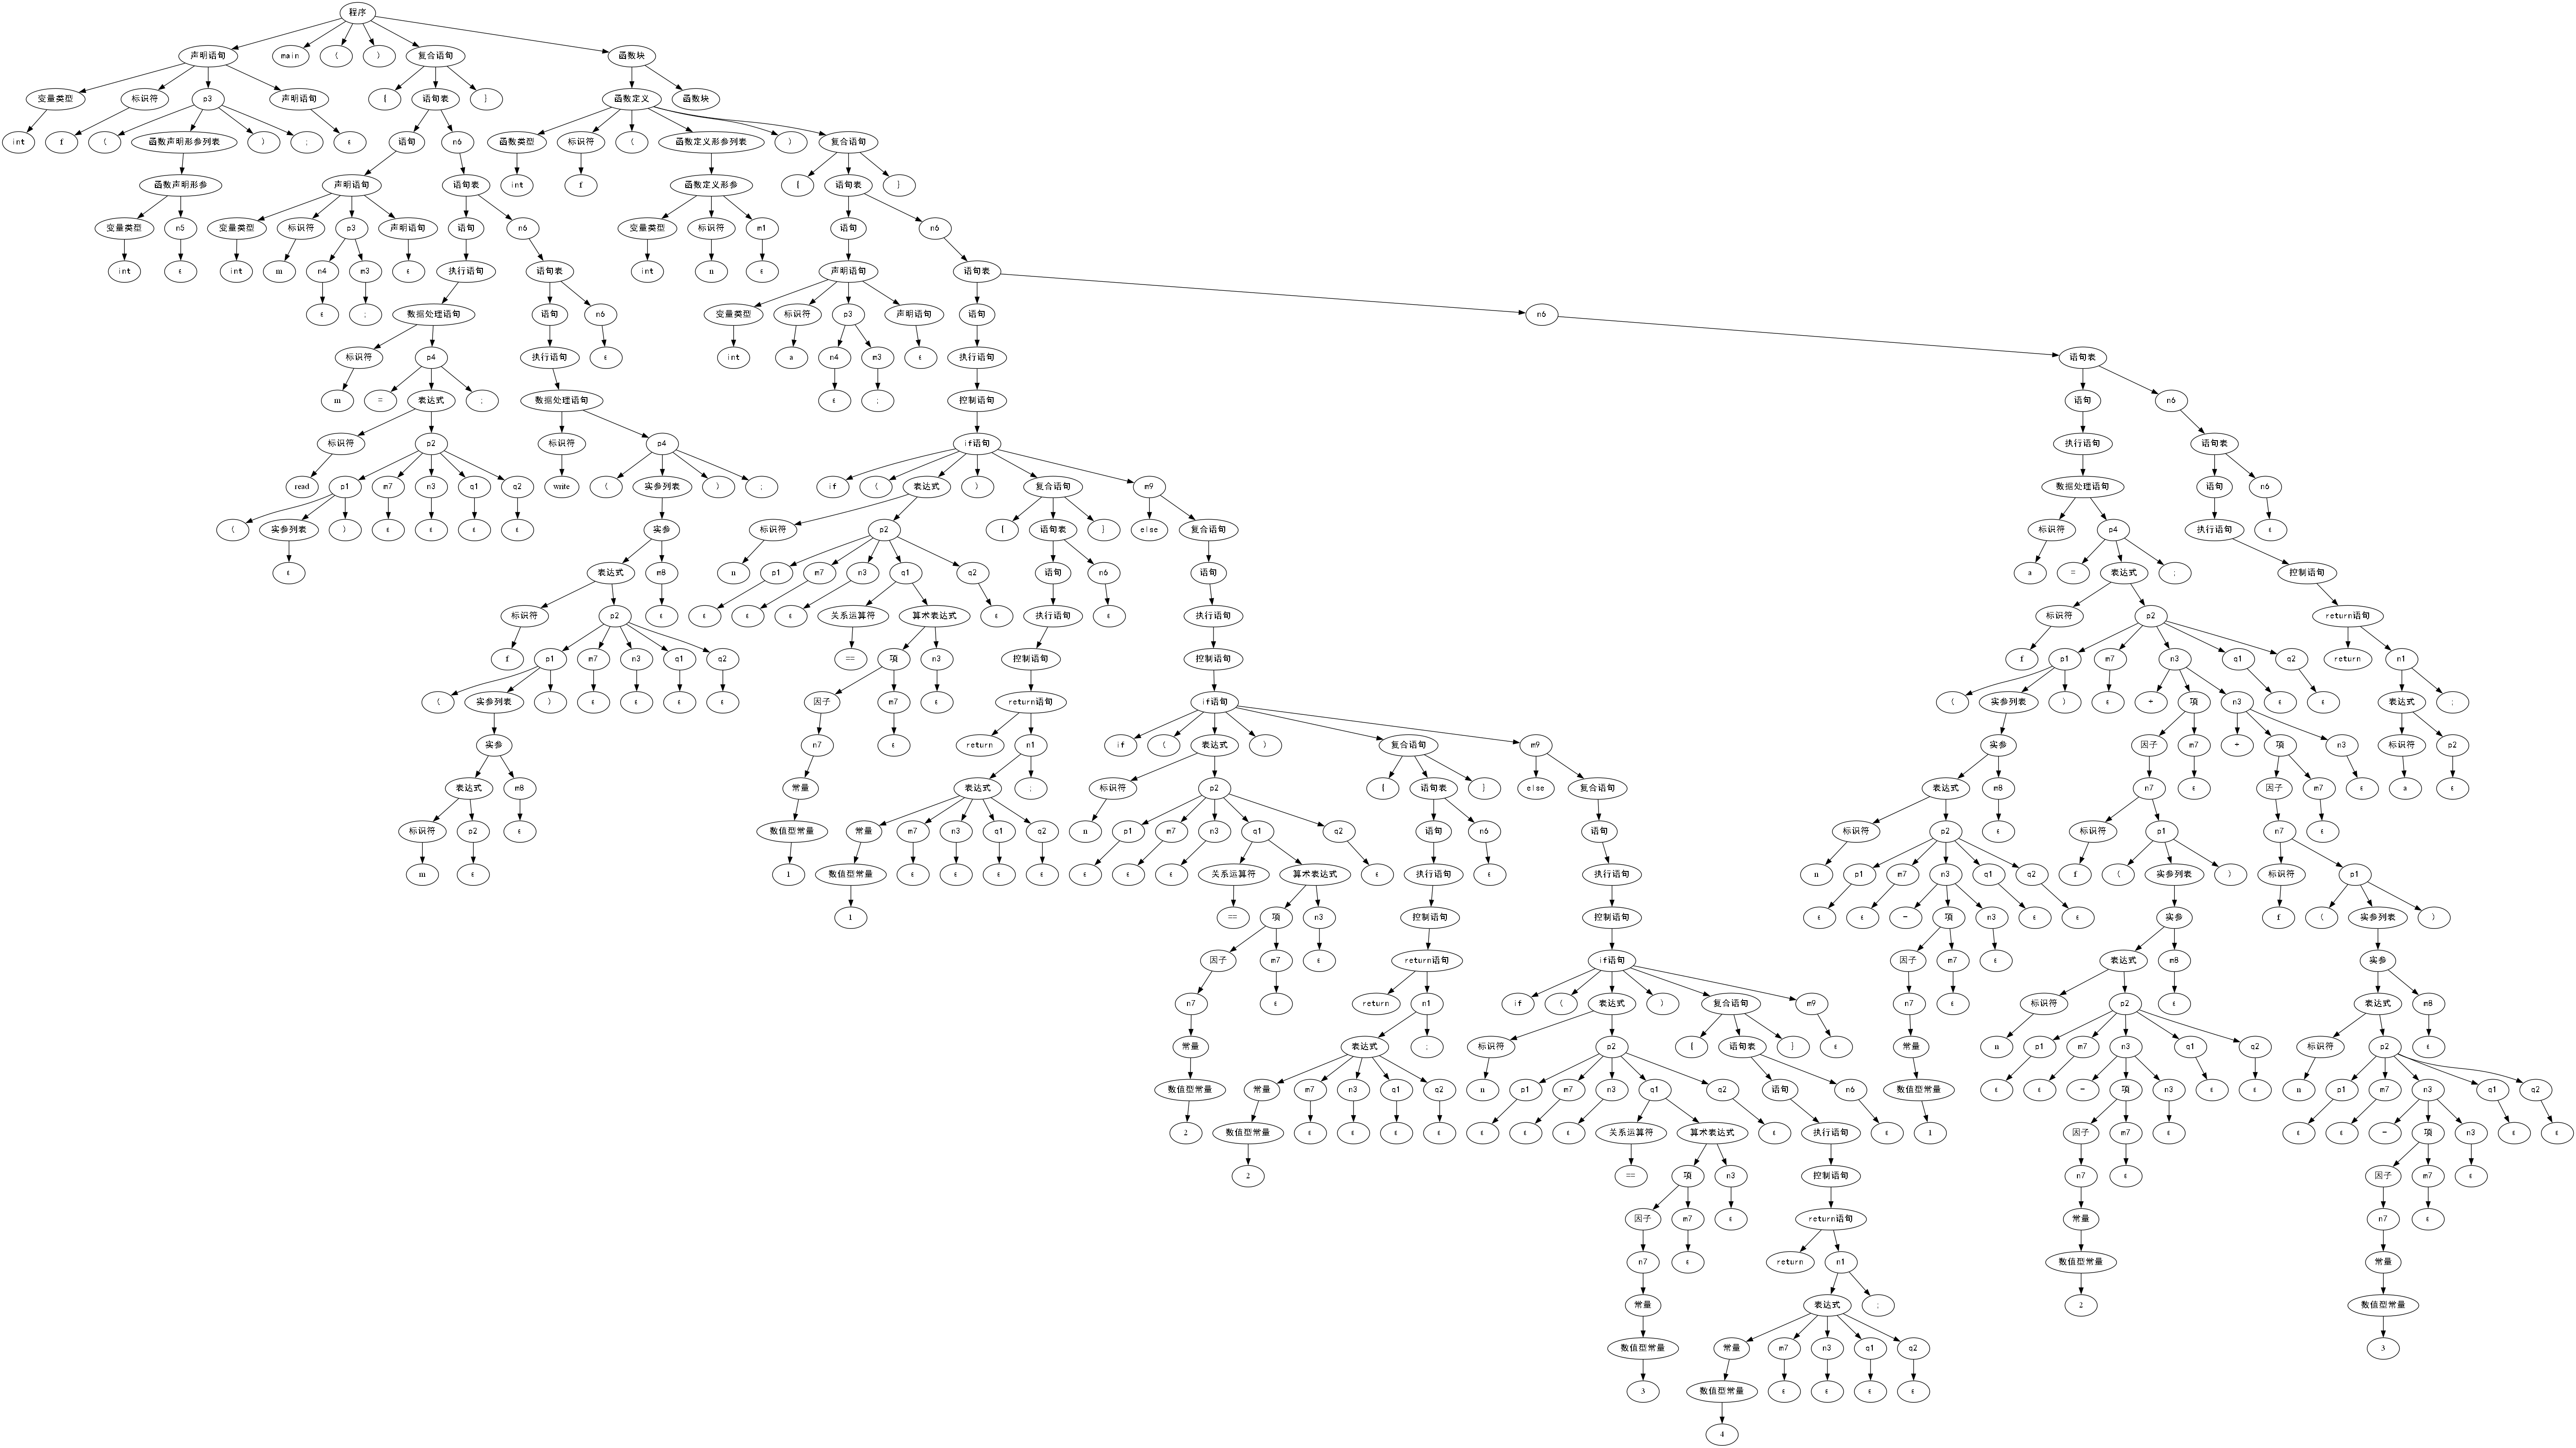 程序
声明语句 main ( ) 复合语句 函数块
变量类型 标识符 p3 声明语句 { 语句表 } 函数定义 函数块
int f ( 函数声明形参列表 ) ; ε 语句 n6 函数类型 标识符 ( 函数定义形参列表 ) 复合语句
函数声明形参 声明语句 语句表 int f 函数定义形参 { 语句表 }
变量类型 n5 变量类型 标识符 p3 声明语句 语句 n6 变量类型 标识符 m1 语句 n6
int ε int m n4 m3 ε 执行语句 语句表 int n ε 声明语句 语句表
ε ; 数据处理语句 语句 n6 变量类型 标识符 p3 声明语句 语句 n6
标识符 p4 执行语句 ε int a n4 m3 ε 执行语句 语句表
m = 表达式 ; 数据处理语句 ε ; 控制语句 语句 n6
标识符 p2 标识符 p4 if语句 执行语句 语句表
read p1 m7 n3 q1 q2 write ( 实参列表 ) ; if ( 表达式 ) 复合语句 m9 数据处理语句 语句 n6
( 实参列表 ) ε ε ε ε 实参 标识符 p2 { 语句表 } else 复合语句 标识符 p4 执行语句 ε
ε 表达式 m8 n p1 m7 n3 q1 q2 语句 n6 语句 a = 表达式 ; 控制语句
标识符 p2 ε ε ε ε 关系运算符 算术表达式 ε 执行语句 ε 执行语句 标识符 p2 return语句
f p1 m7 n3 q1 q2 == 項 n3 控制语句 控制语句 f p1 m7 n3 q1 q2 return n1
( 实参列表 ) ε ε ε ε 因子 m7 ε return语句 if语句 ( 实参列表 ) ε + 項 n3 ε ε 表达式 ;
实参 n7 ε return n1 if ( 表达式 ) 复合语句 m9 实参 因子 m7 + 項 n3 标识符 p2
表达式 m8 常量 表达式 ; 标识符 p2 { 语句表 } else 复合语句 表达式 m8 n7 ε 因子 m7 ε a ε
标识符 p2 ε 数值型常量 常量 m7 n3 q1 q2 n p1 m7 n3 q1 q2 语句 n6 语句 标识符 p2 ε 标识符 p1 n7 ε
m ε 1 数值型常量 ε ε ε ε ε ε ε 关系运算符 算术表达式 ε 执行语句 ε 执行语句 n p1 m7 n3 q1 q2 f ( 实参列表 ) 标识符 p1
1 == 項 n3 控制语句 控制语句 ε ε - 項 n3 ε ε 实参 f ( 实参列表 )
因子 m7 ε return语句 if语句 因子 m7 ε 表达式 m8 实参
n7 ε return n1 if ( 表达式 ) 复合语句 m9 n7 ε 标识符 p2 ε 表达式 m8
常量 表达式 ; 标识符 p2 { 语句表 } ε 常量 n p1 m7 n3 q1 q2 标识符 p2 ε
数值型常量 常量 m7 n3 q1 q2 n p1 m7 n3 q1 q2 语句 n6 数值型常量 ε ε - 項 n3 ε ε n p1 m7 n3 q1 q2
2 数值型常量 ε ε ε ε ε ε ε 关系运算符 算术表达式 ε 执行语句 ε 1 因子 m7 ε ε ε - 項 n3 ε ε
2 == 項 n3 控制语句 n7 ε 因子 m7 ε
因子 m7 ε return语句 常量 n7 ε
n7 ε return n1 数值型常量 常量
常量 表达式 ; 2 数值型常量
数值型常量 常量 m7 n3 q1 q2 3
3 数值型常量 ε ε ε ε
4